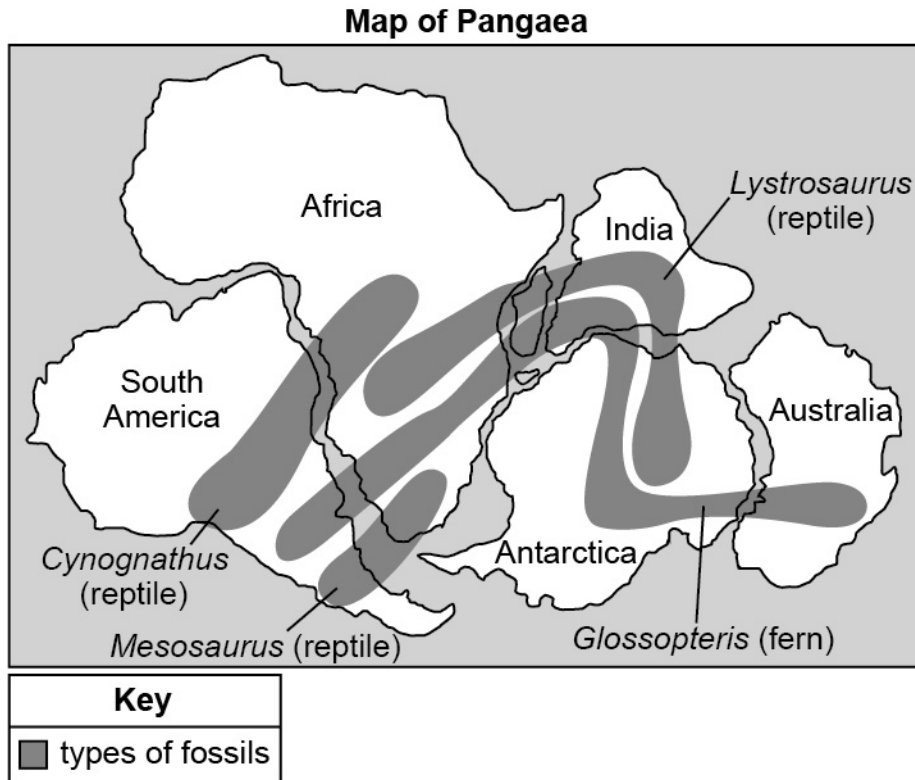 Map of Pangaea
Lystrosaurus
(reptile)
Africa
India
South
America
Australia
Cynognathus
(reptile)
Antarctica
Mesosaurus (reptile)
Glossopteris (fern)
Key
types of fossils